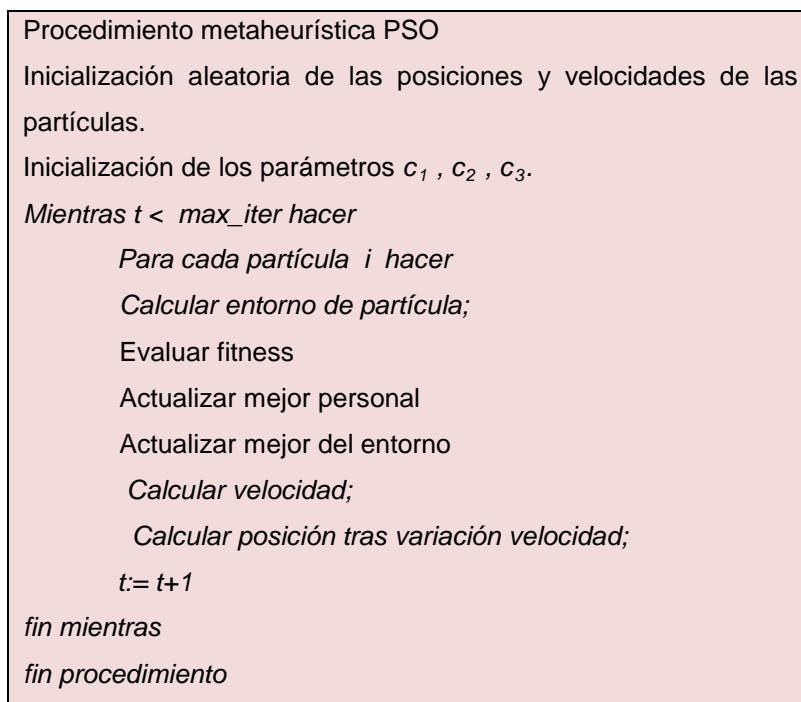 Procedimiento metaheurística PSO
Inicialización aleatoria de las posiciones y velocidades de las
partículas.
Inicialización de los parámetros c₁ , c₂ , c₃.
Mientras t < max_iter hacer
Para cada partícula i hacer
Calcular entorno de partícula;
Evaluar fitness
Actualizar mejor personal
Actualizar mejor del entorno
Calcular velocidad;
Calcular posición tras variación velocidad;
t:= t+1
fin mientras
fin procedimiento